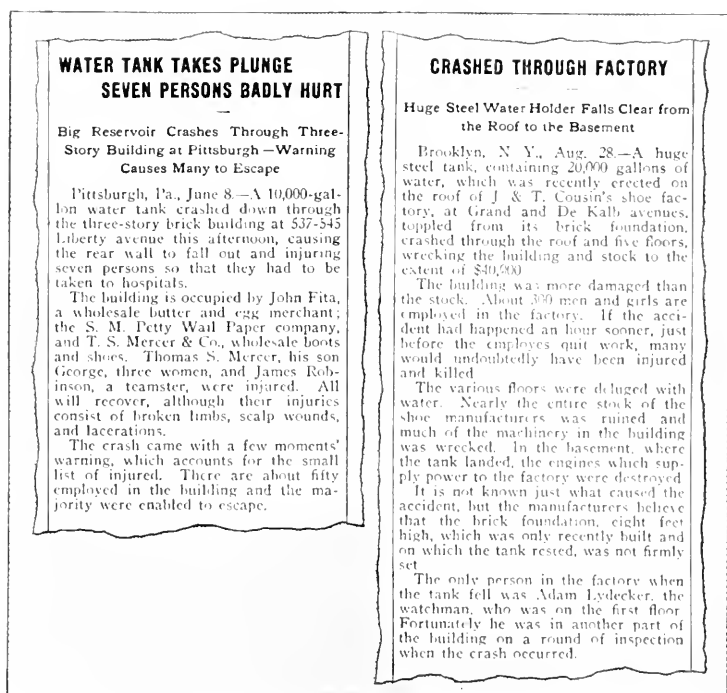 WATER TANK TAKES PLUNGE
SEVEN PERSONS BADLY HURT
Big Reservoir Crashes Through Three-
Story Building at Pittsburgh—Warning
Causes Many to Escape
Pittsburgh, Pa., June 8.—A 10,000-gal-
lon water tank crashed down through
the three-story brick building at 537-545
Liberty avenue this afternoon, causing
the rear wall to fall out and injuring
seven persons so that they had to be
taken to hospitals.
The building is occupied by John Fita,
a wholesale butter and egg merchant;
the S. M. Petty Wail Paper company,
and T. S. Mercer & Co., wholesale boots
and shoes. Thomas S. Mercer, his son
George, three women, and James Rob-
inson, a teamster, were injured. All
will recover, although their injuries
consist of broken limbs, scalp wounds,
and lacerations.
The crash came with a few moments'
warning, which accounts for the small
list of injured. There are about fifty
employed in the building and the ma-
jority were enabled to escape.
CRASHED THROUGH FACTORY
Huge Steel Water Holder Falls Clear from
the Roof to the Basement
Brooklyn, N Y., Aug. 28.—A huge
steel tank, containing 20,000 gallons of
water, which was recently erected on
the roof of J & T. Cousin's shoe fac-
tory, at Grand and De Kalb avenues,
toppled from its brick foundation,
crashed through the roof and five floors,
wrecking the building and stock to the
extent of $40,000
The building was more damaged than
the stock. About 300 men and girls are
employed in the factory. If the acci-
dent had happened an hour sooner, just
before the employes quit work, many
would undoubtedly have been injured
and killed
The various floors were deluged with
water. Nearly the entire stock of the
shoe manufacturers was ruined and
much of the machinery in the building
was wrecked. In the basement, where
the tank landed, the engines which sup-
ply power to the factory were destroyed
It is not known just what caused the
accident, but the manufacturers believe
that the brick foundation, eight feet
high, which was only recently built and
on which the tank rested, was not firmly
set
The only person in the factory when
the tank fell was Adam Lydecker, the
watchman, who was on the first floor
Fortunately he was in another part of
the building on a round of inspection
when the crash occurred.